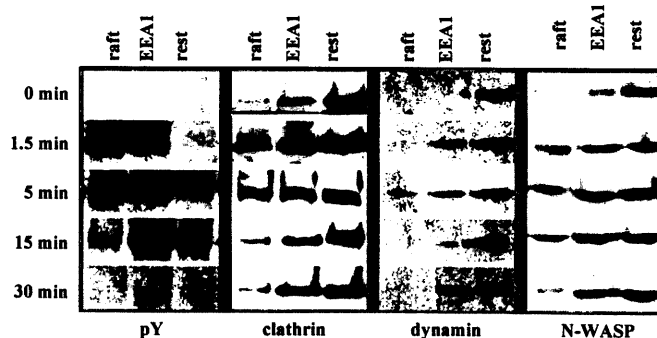 raft EEA1 rest raft EEA1 rest raft EEA1 rest raft EEA1 rest
0 min
1.5 min
5 min
15 min
30 min
pY clathrin dynamin N-WASP